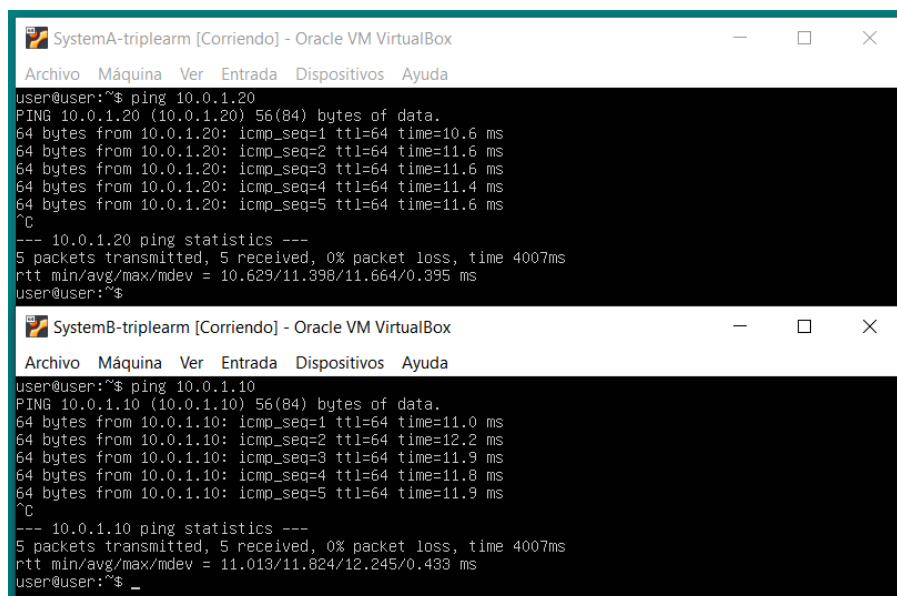 SystemA-triplearm [Corriendo] - Oracle VM VirtualBox
Archivo Máquina Ver Entrada Dispositivos Ayuda
user@user:~$ ping 10.0.1.20
PING 10.0.1.20 (10.0.1.20) 56(84) bytes of data.
64 bytes from 10.0.1.20: icmp_seq=1 ttl=64 time=10.6 ms
64 bytes from 10.0.1.20: icmp_seq=2 ttl=64 time=11.6 ms
64 bytes from 10.0.1.20: icmp_seq=3 ttl=64 time=11.6 ms
64 bytes from 10.0.1.20: icmp_seq=4 ttl=64 time=11.4 ms
64 bytes from 10.0.1.20: icmp_seq=5 ttl=64 time=11.6 ms
^C
--- 10.0.1.20 ping statistics ---
5 packets transmitted, 5 received, 0% packet loss, time 4007ms
rtt min/avg/max/mdev = 10.629/11.398/11.664/0.395 ms
user@user:~$
SystemB-triplearm [Corriendo] - Oracle VM VirtualBox
Archivo Máquina Ver Entrada Dispositivos Ayuda
user@user:~$ ping 10.0.1.10
PING 10.0.1.10 (10.0.1.10) 56(84) bytes of data.
64 bytes from 10.0.1.10: icmp_seq=1 ttl=64 time=11.0 ms
64 bytes from 10.0.1.10: icmp_seq=2 ttl=64 time=12.2 ms
64 bytes from 10.0.1.10: icmp_seq=3 ttl=64 time=11.9 ms
64 bytes from 10.0.1.10: icmp_seq=4 ttl=64 time=11.8 ms
64 bytes from 10.0.1.10: icmp_seq=5 ttl=64 time=11.9 ms
^C
--- 10.0.1.10 ping statistics ---
5 packets transmitted, 5 received, 0% packet loss, time 4007ms
rtt min/avg/max/mdev = 11.013/11.824/12.245/0.433 ms
user@user:~$ _